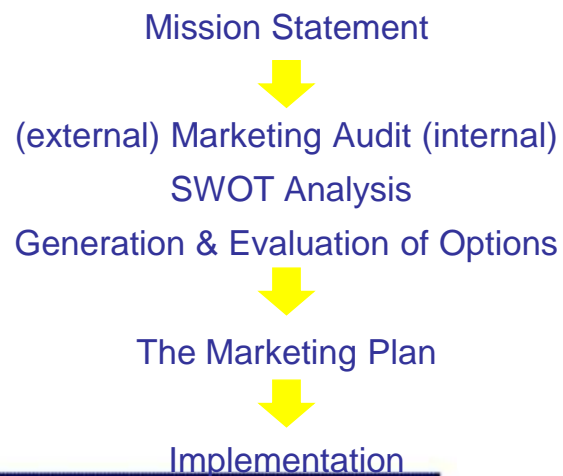 Mission Statement
(external) Marketing Audit (internal)
SWOT Analysis
Generation & Evaluation of Options
The Marketing Plan
Implementation